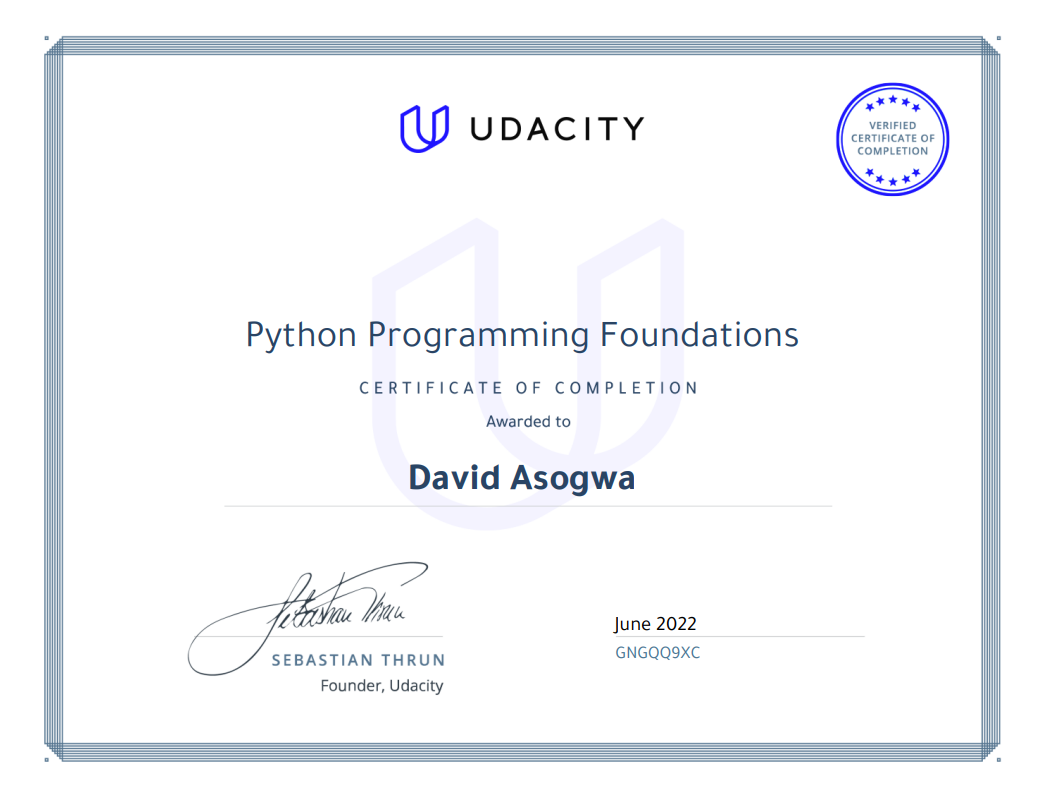 UDACITY
VERIFIED
CERTIFICATE OF
COMPLETION
Python Programming Foundations
CERTIFICATE OF COMPLETION
Awarded to
David Asogwa
Sebastian Thrun
June 2022
SEBASTIAN THRUN
GNGQQ9XC
Founder, Udacity